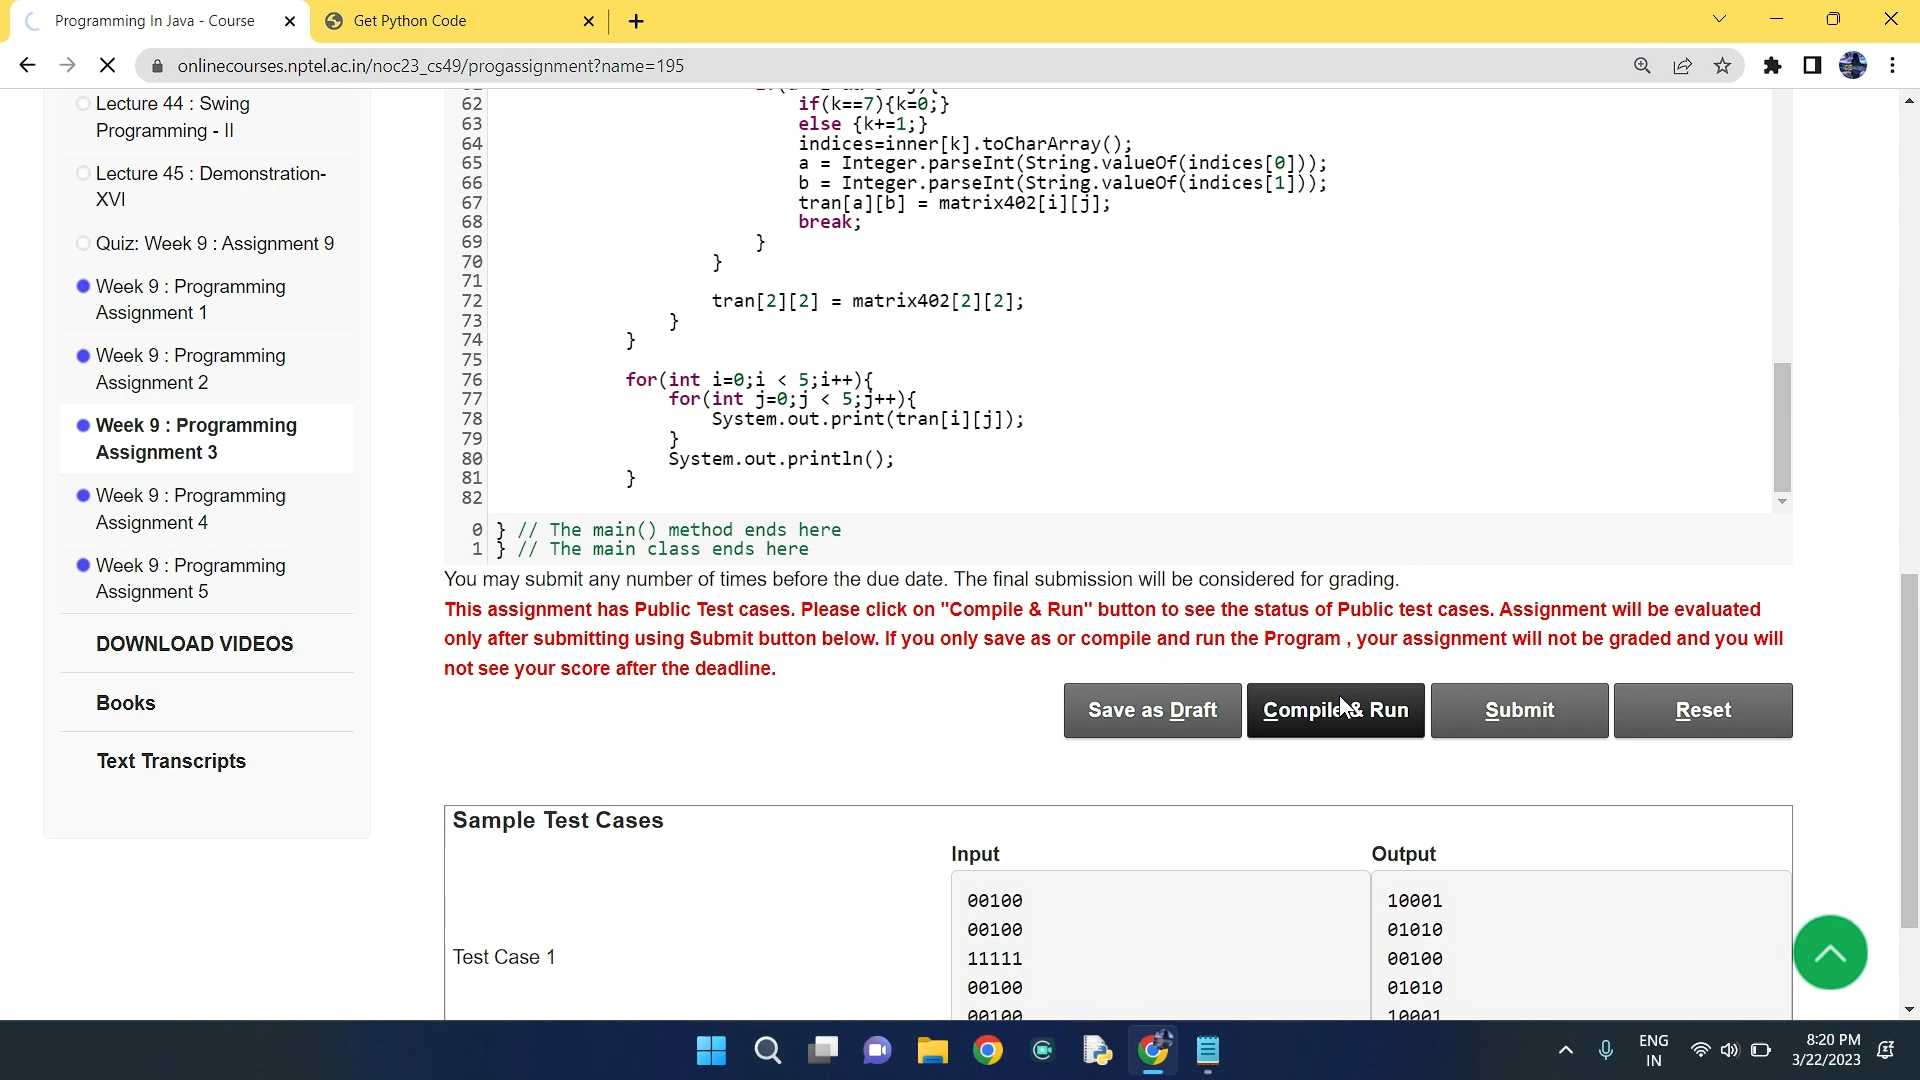 Programming In Java - Course
Get Python Code
onlinecourses.nptel.ac.in/noc23_cs49/progassignment?name=195
Lecture 44 : Swing
Programming - II
Lecture 45 : Demonstration-
XVI
Quiz: Week 9 : Assignment 9
Week 9 : Programming
Assignment 1
Week 9 : Programming
Assignment 2
Week 9 : Programming
Assignment 3
Week 9 : Programming
Assignment 4
Week 9 : Programming
Assignment 5
DOWNLOAD VIDEOS
Books
Text Transcripts
62 if(k==7){k=0;}
63 else {k+=1;}
64 indices=inner[k].toCharArray();
65 a = Integer.parseInt(String.valueOf(indices[0]));
66 b = Integer.parseInt(String.valueOf(indices[1]));
67 tran[a][b] = matrix402[i][j];
68 break;
69 }
70 }
71
72 tran[2][2] = matrix402[2][2];
73 }
74 }
75
76 for(int i=0;i < 5;i++){
77 for(int j=0;j < 5;j++){
78 System.out.print(tran[i][j]);
79 }
80 System.out.println();
81 }
82
0 } // The main() method ends here
1 } // The main class ends here
You may submit any number of times before the due date. The final submission will be considered for grading.
This assignment has Public Test cases. Please click on "Compile & Run" button to see the status of Public test cases. Assignment will be evaluated
only after submitting using Submit button below. If you only save as or compile and run the Program , your assignment will not be graded and you will
not see your score after the deadline.
Save as Draft
Compile & Run
Submit
Reset
Sample Test Cases
Input Output
Test Case 1
00100 10001
00100 01010
11111 00100
00100 01010
00100 10001
ENG
IN
8:20 PM
3/22/2023